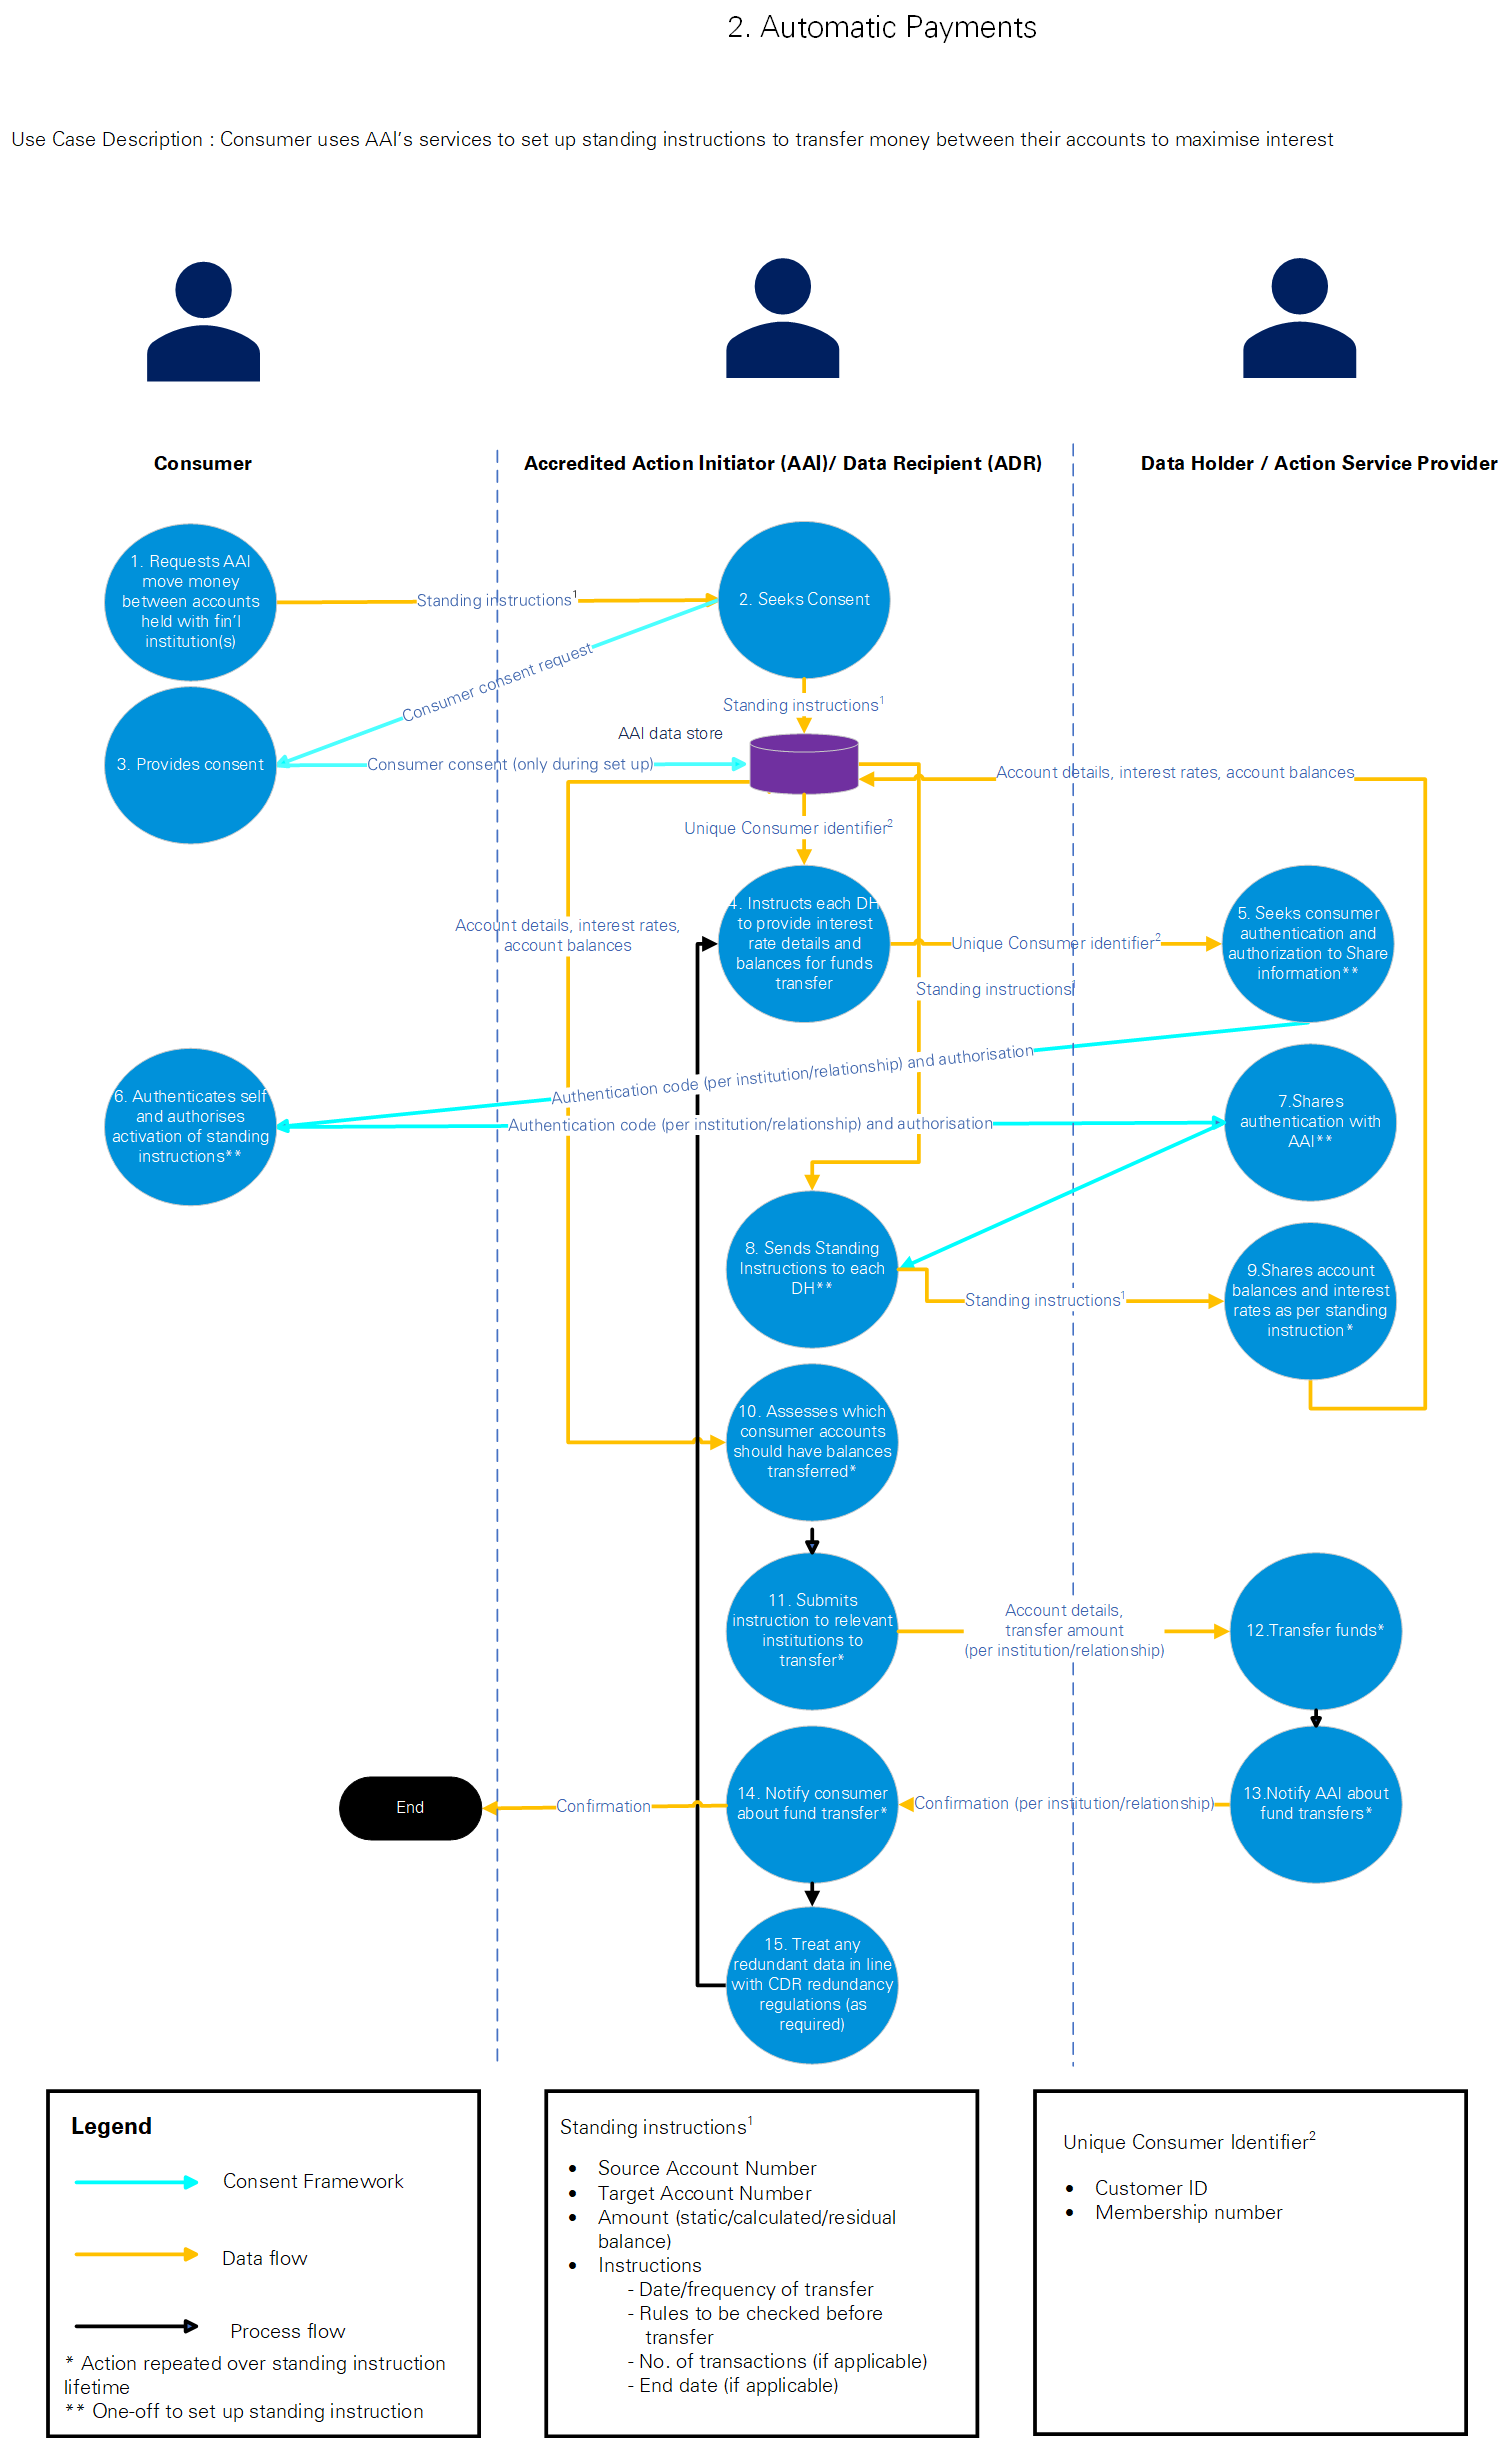 2. Automatic Payments
Use Case Description : Consumer uses AAI's services to set up standing instructions to transfer money between their accounts to maximise interest
Consumer
Accredited Action Initiator (AAI)/ Data Recipient (ADR)
Data Holder / Action Service Provider
1. Requests AAI
move money
between accounts
held with fin'l
institution(s)
Standing instructions¹
2. Seeks Consent
Consumer consent request
Standing instructions¹
AAI data store
3. Provides consent
Consumer consent (only during set up)
Account details, interest rates, account balances
Unique Consumer identifier²
4. Instructs each DH
to provide interest
rate details and
balances for funds
transfer
Account details, interest rates,
account balances
Unique Consumer identifier²
5. Seeks consumer
authentication and
authorization to Share
information**
Standing instructions¹
Authentication code (per institution/relationship) and authorisation
6. Authenticates self
and authorises
activation of standing
instructions**
Authentication code (per institution/relationship) and authorisation
7.Shares
authentication with
AAI**
8. Sends Standing
Instructions to each
DH**
Standing instructions¹
9.Shares account
balances and interest
rates as per standing
instruction*
10. Assesses which
consumer accounts
should have balances
transferred*
11. Submits
instruction to relevant
institutions to
transfer*
Account details,
transfer amount
(per institution/relationship)
12.Transfer funds*
End
Confirmation
14. Notify consumer
about fund transfer*
Confirmation (per institution/relationship)
13.Notify AAI about
fund transfers*
15. Treat any
redundant data in line
with CDR redundancy
regulations (as
required)
Legend
Consent Framework
Data flow
Process flow
* Action repeated over standing instruction
lifetime
** One-off to set up standing instruction
Standing instructions¹
• Source Account Number
• Target Account Number
• Amount (static/calculated/residual
balance)
• Instructions
- Date/frequency of transfer
- Rules to be checked before
transfer
- No. of transactions (if applicable)
- End date (if applicable)
Unique Consumer Identifier²
• Customer ID
• Membership number